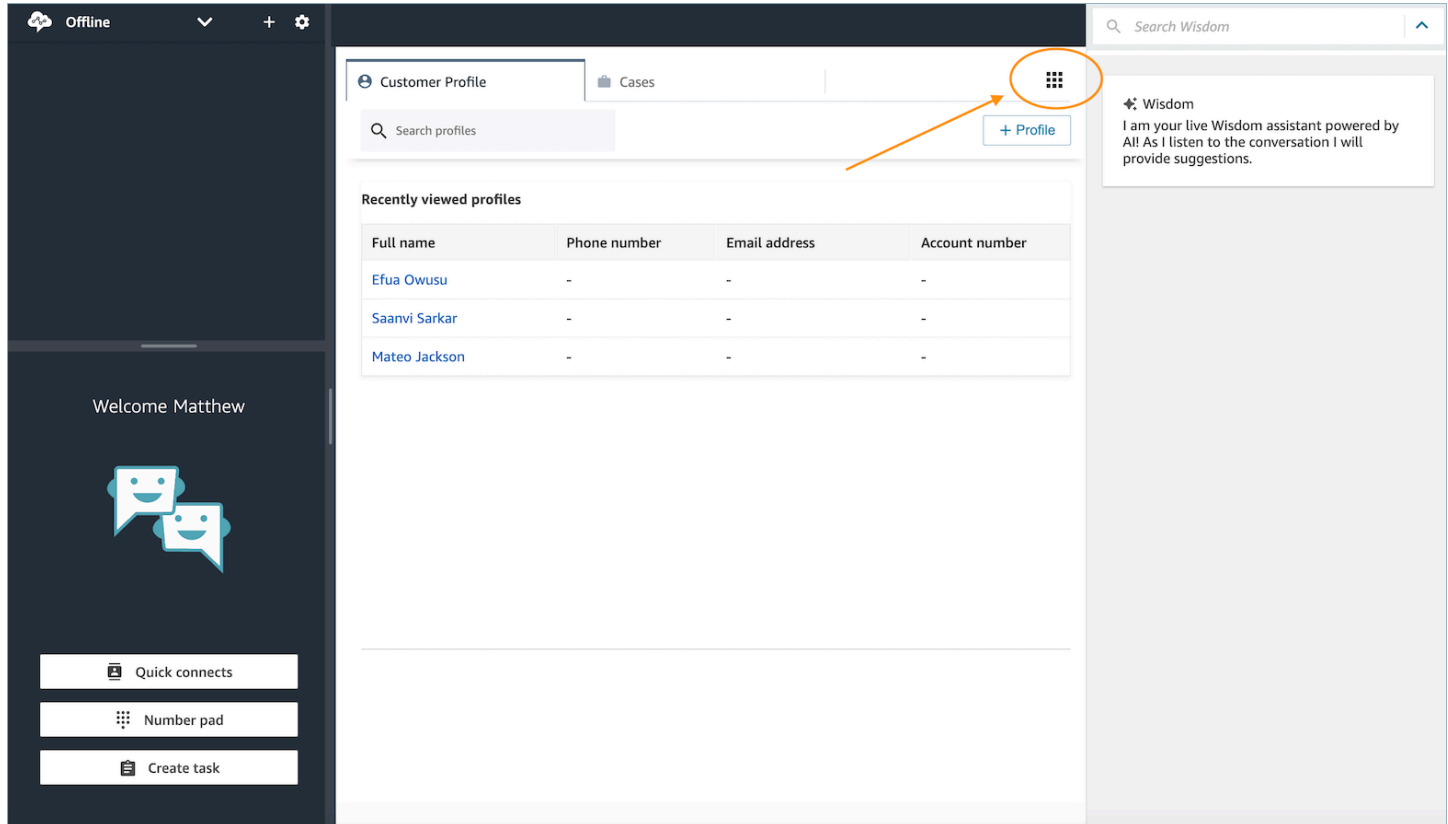 Offline
Search Wisdom
Customer Profile
Cases
Search profiles
+ Profile
Wisdom
I am your live Wisdom assistant powered by
AI! As I listen to the conversation I will
provide suggestions.
Recently viewed profiles
Full name Phone number Email address Account number
Efua Owusu - - -
Saanvi Sarkar - - -
Mateo Jackson - - -
Welcome Matthew
Quick connects
Number pad
Create task